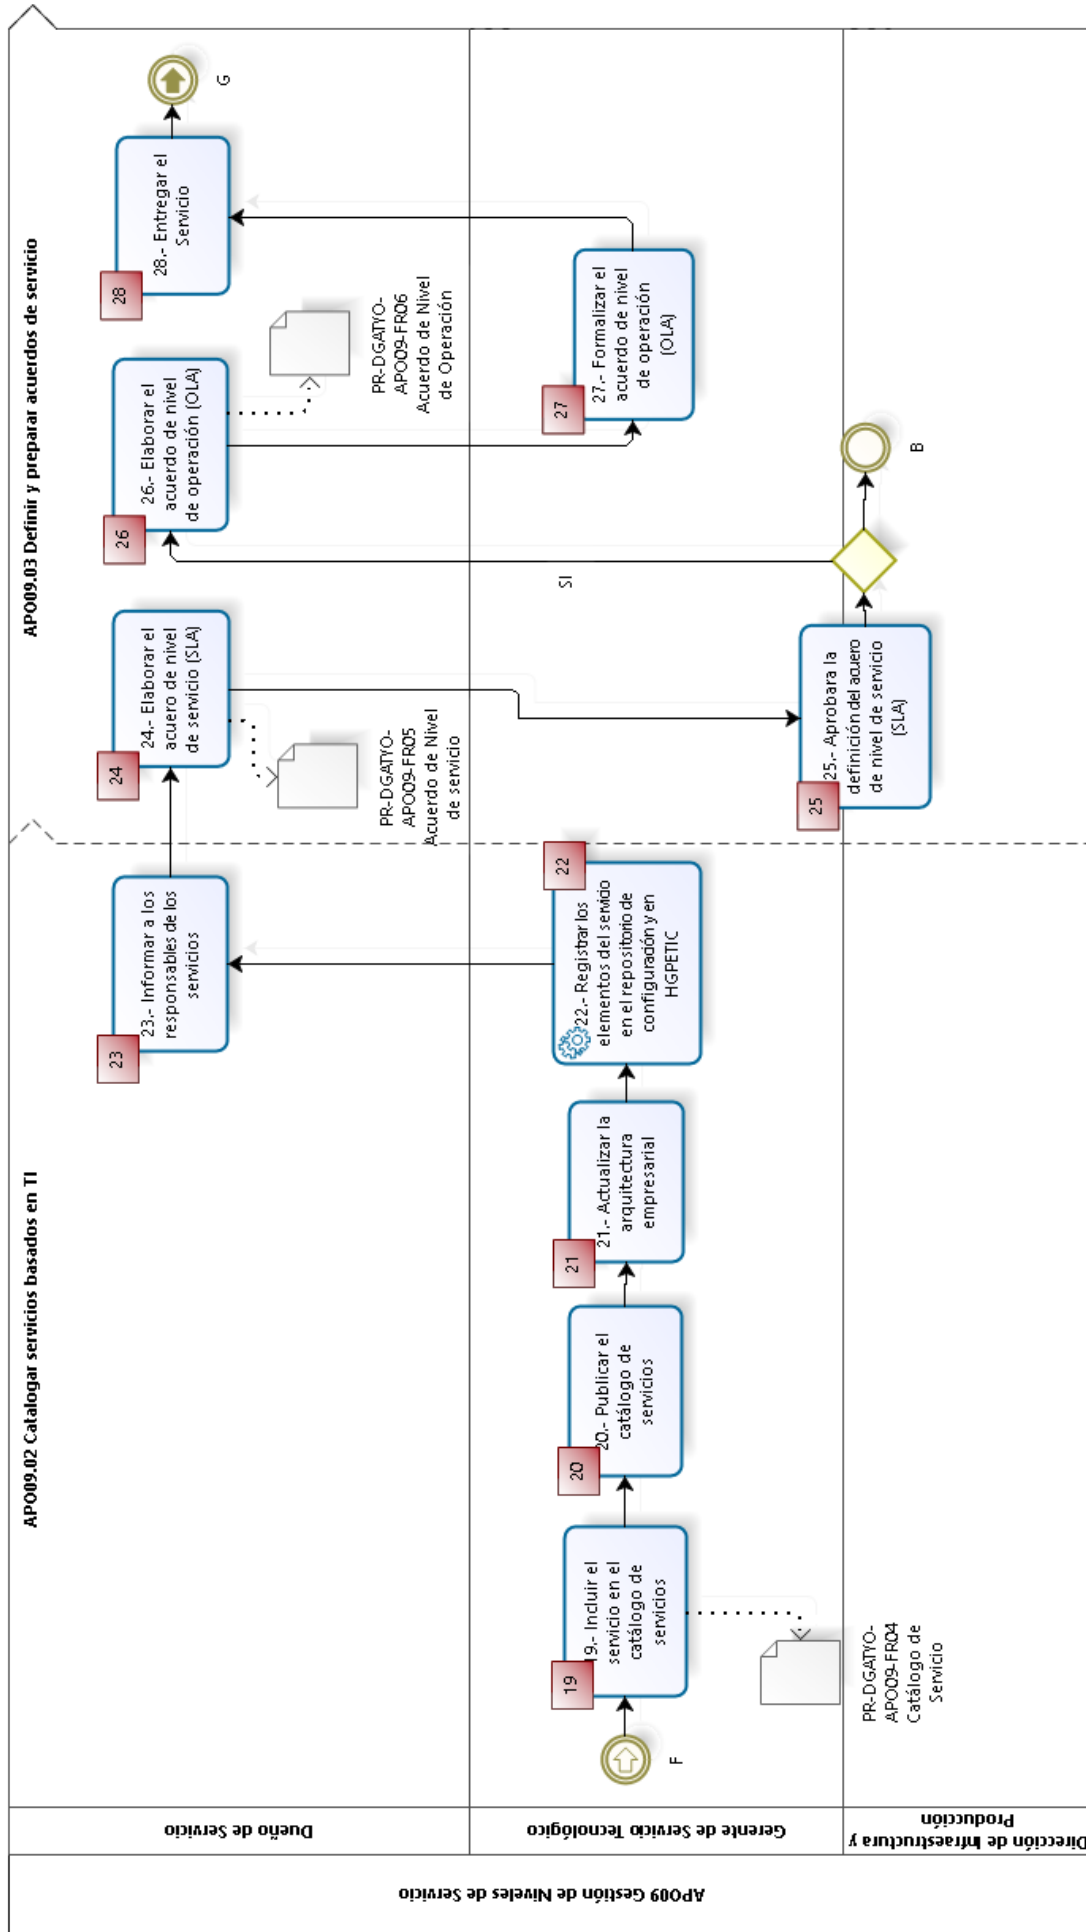 APO09 Gestión de Niveles de Servicio
Dueño de Servicio
Gerente de Servicio Tecnológico
Dirección de Infraestructura y
Producción
APO09.02 Catalogar servicios basados en TI
APO09.03 Definir y preparar acuerdos de servicio
F
19
19.- Incluir el
servicio en el
catálogo de
servicios
PR-DGATYO-
APO09-FR04
Catálogo de
Servicio
20
20.- Publicar el
catálogo de
servicios
21
21.- Actualizar la
arquitectura
empresarial
22
22.- Registrar los
elementos del servicio
en el repositorio de
configuración y en
HGPETIC
23
23.- Informar a los
responsables de los
servicios
24
24.- Elaborar el
acuero de nivel
de servicio (SLA)
PR-DGATYO-
APO09-FR05
Acuerdo de Nivel
de servicio
25
25.- Aprobara la
definición del acuero
de nivel de servicio
(SLA)
SI
B
26
26.- Elaborar el
acuerdo de nivel
de operación (OLA)
PR-DGATYO-
APO09-FR06
Acuerdo de Nivel
de Operación
27
27.- Formalizar el
acuerdo de nivel
de operación
(OLA)
28
28.- Entregar el
Servicio
G